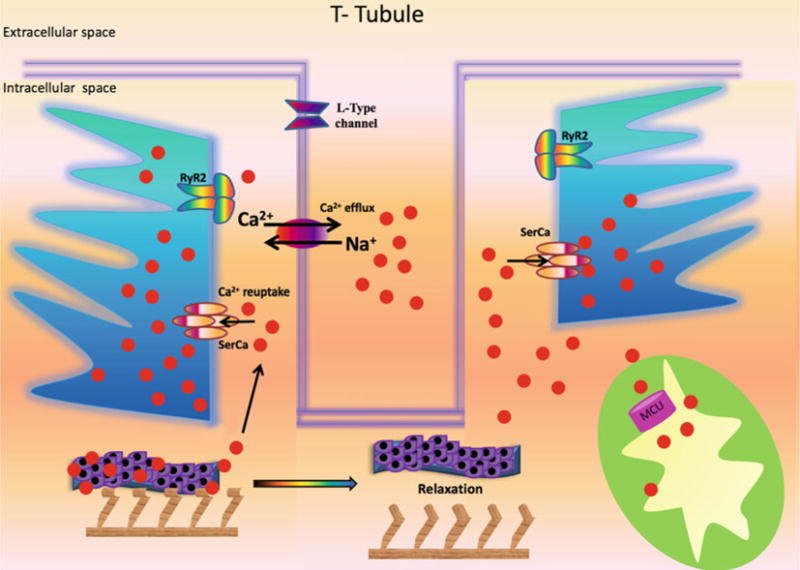 T- Tubule
Extracellular space
Intracellular space
L-Type
channel
RyR2
RyR2
Ca²⁺ efflux
Ca²⁺
Na⁺
SerCa
Ca²⁺ reuptake
SerCa
MCU
Relaxation